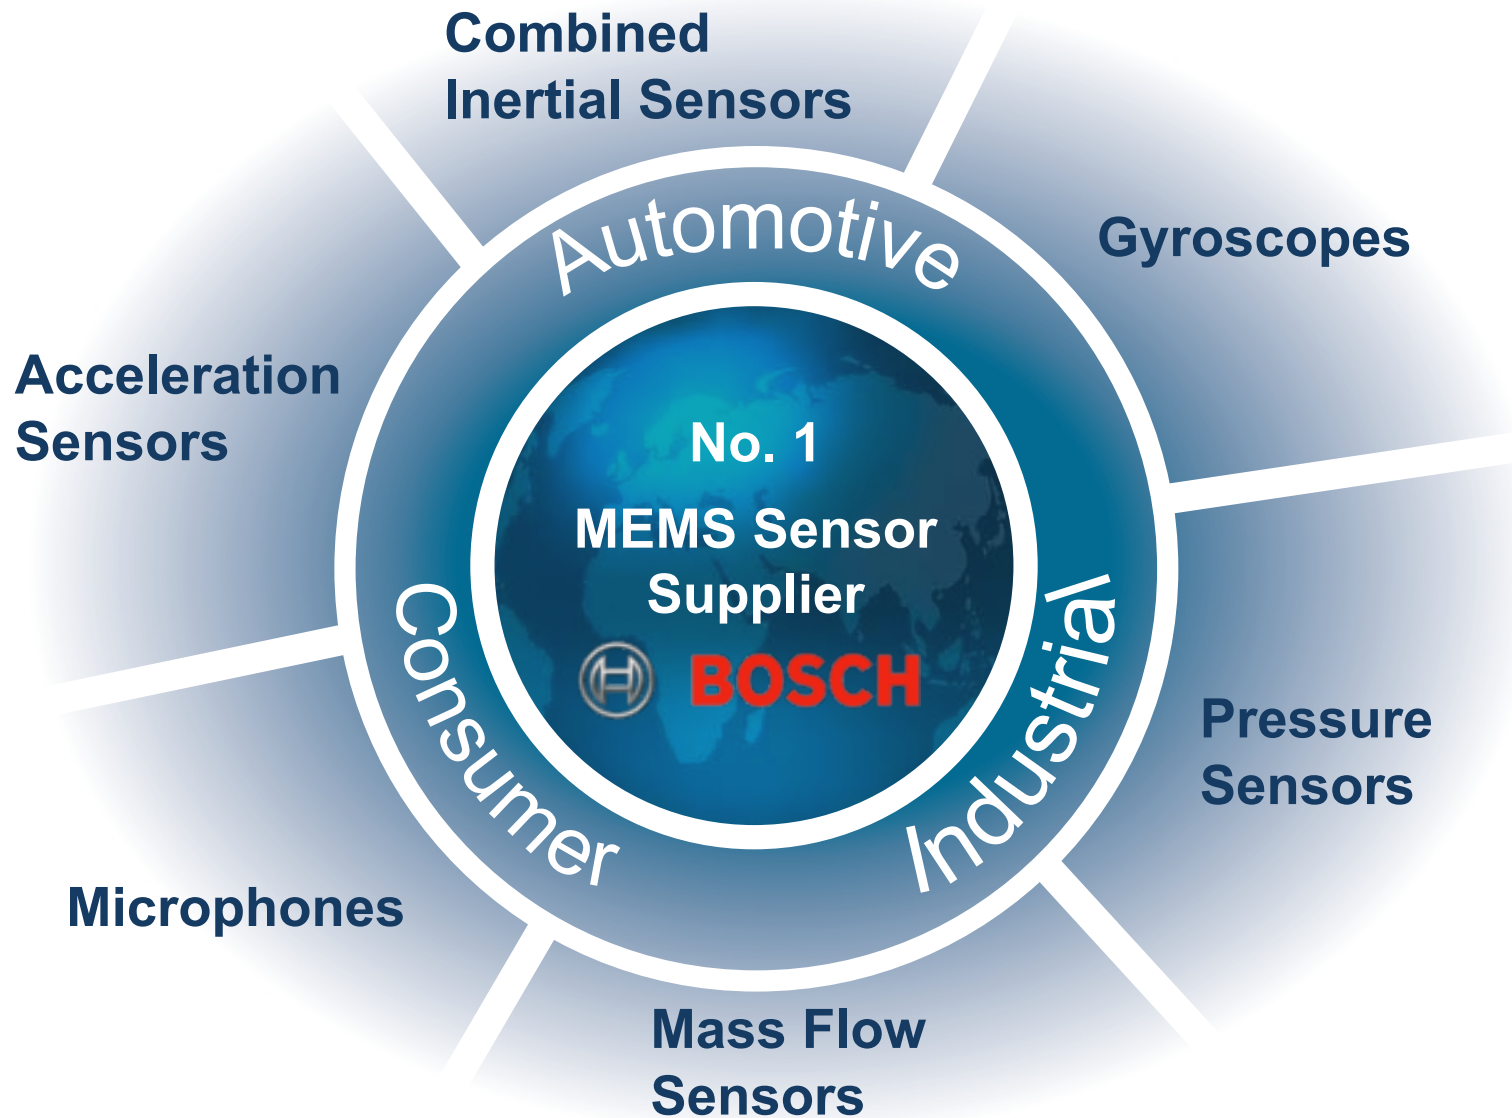 Combined
Inertial Sensors
Automotive
Gyroscopes
Acceleration
Sensors
No. 1
MEMS Sensor
Supplier
BOSCH
Consumer
Industrial
Pressure
Sensors
Microphones
Mass Flow
Sensors